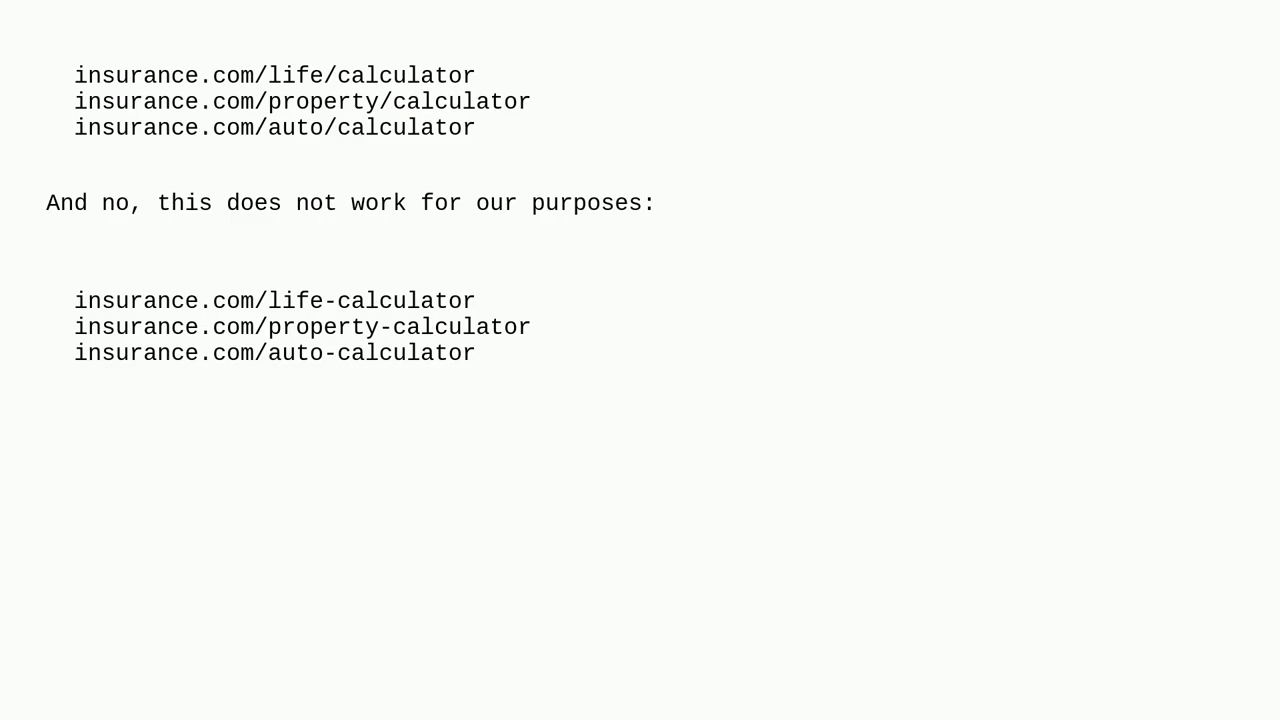 insurance.com/life/calculator
insurance.com/property/calculator
insurance.com/auto/calculator
And no, this does not work for our purposes:
insurance.com/life-calculator
insurance.com/property-calculator
insurance.com/auto-calculator